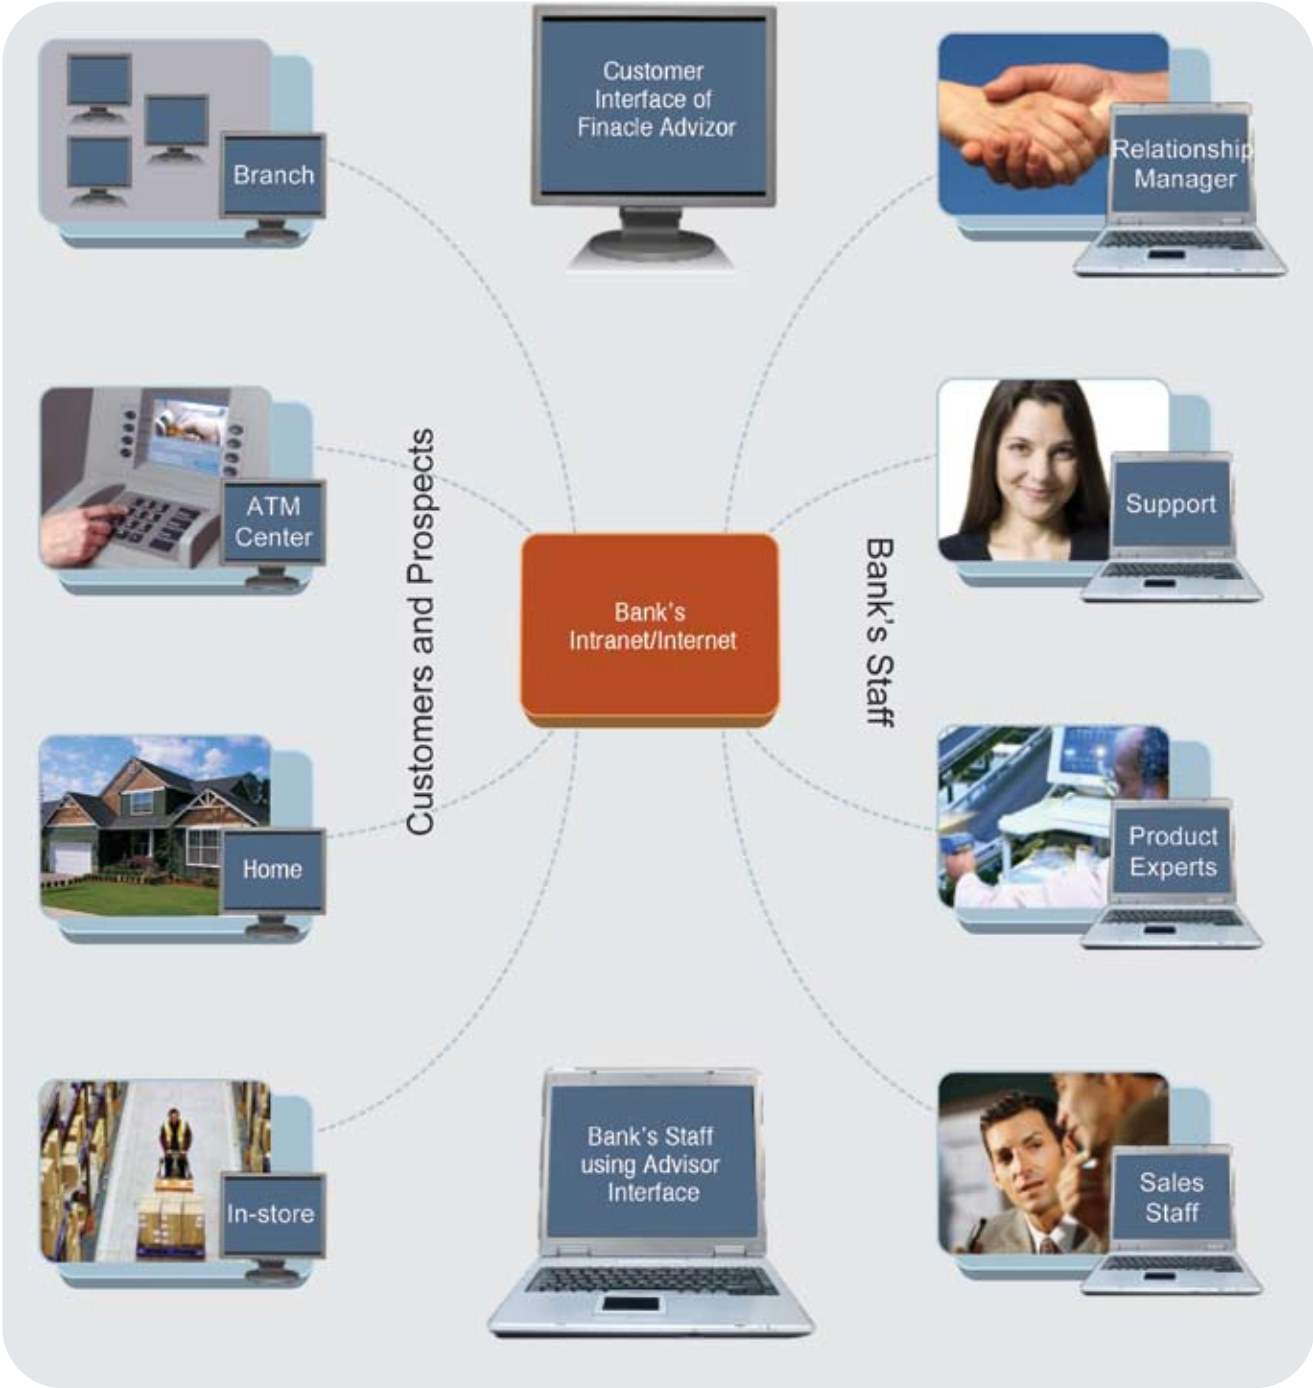 Customer
Interface of
Finacle Advizor
Branch
Relationship
Manager
ATM
Center
Support
Customers and Prospects
Bank's
Intranet/Internet
Bank's Staff
Home
Product
Experts
In-store
Bank's Staff
using Advisor
Interface
Sales
Staff